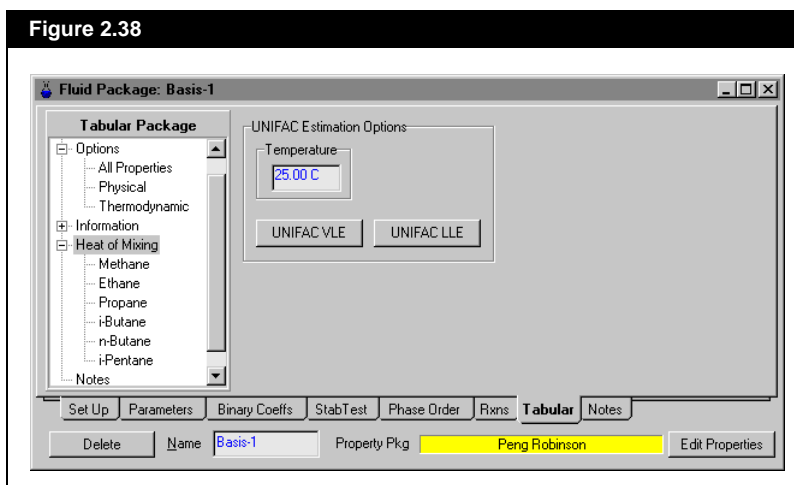 Figure 2.38
Fluid Package: Basis-1
Tabular Package
Options
All Properties
Physical
Thermodynamic
Information
Heat of Mixing
Methane
Ethane
Propane
i-Butane
n-Butane
i-Pentane
Notes
UNIFAC Estimation Options
Temperature
25.00 C
UNIFAC VLE
UNIFAC LLE
Set Up Parameters Binary Coeffs StabTest Phase Order Rxns Tabular Notes
Delete Name Basis-1 Property Pkg Peng Robinson Edit Properties